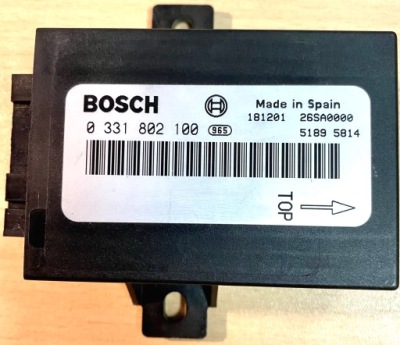 BOSCH
Made in Spain
181201 26SA0000
0 331 802 100 965
5189 5814
TOP